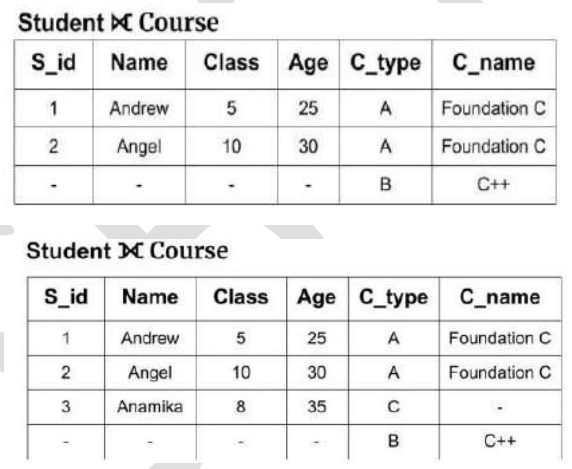 Student ⟖ Course
S_id Name Class Age C_type C_name
1 Andrew 5 25 A Foundation C
2 Angel 10 30 A Foundation C
- - - - B C++
Student ⟗ Course
S_id Name Class Age C_type C_name
1 Andrew 5 25 A Foundation C
2 Angel 10 30 A Foundation C
3 Anamika 8 35 C -
- - - - B C++